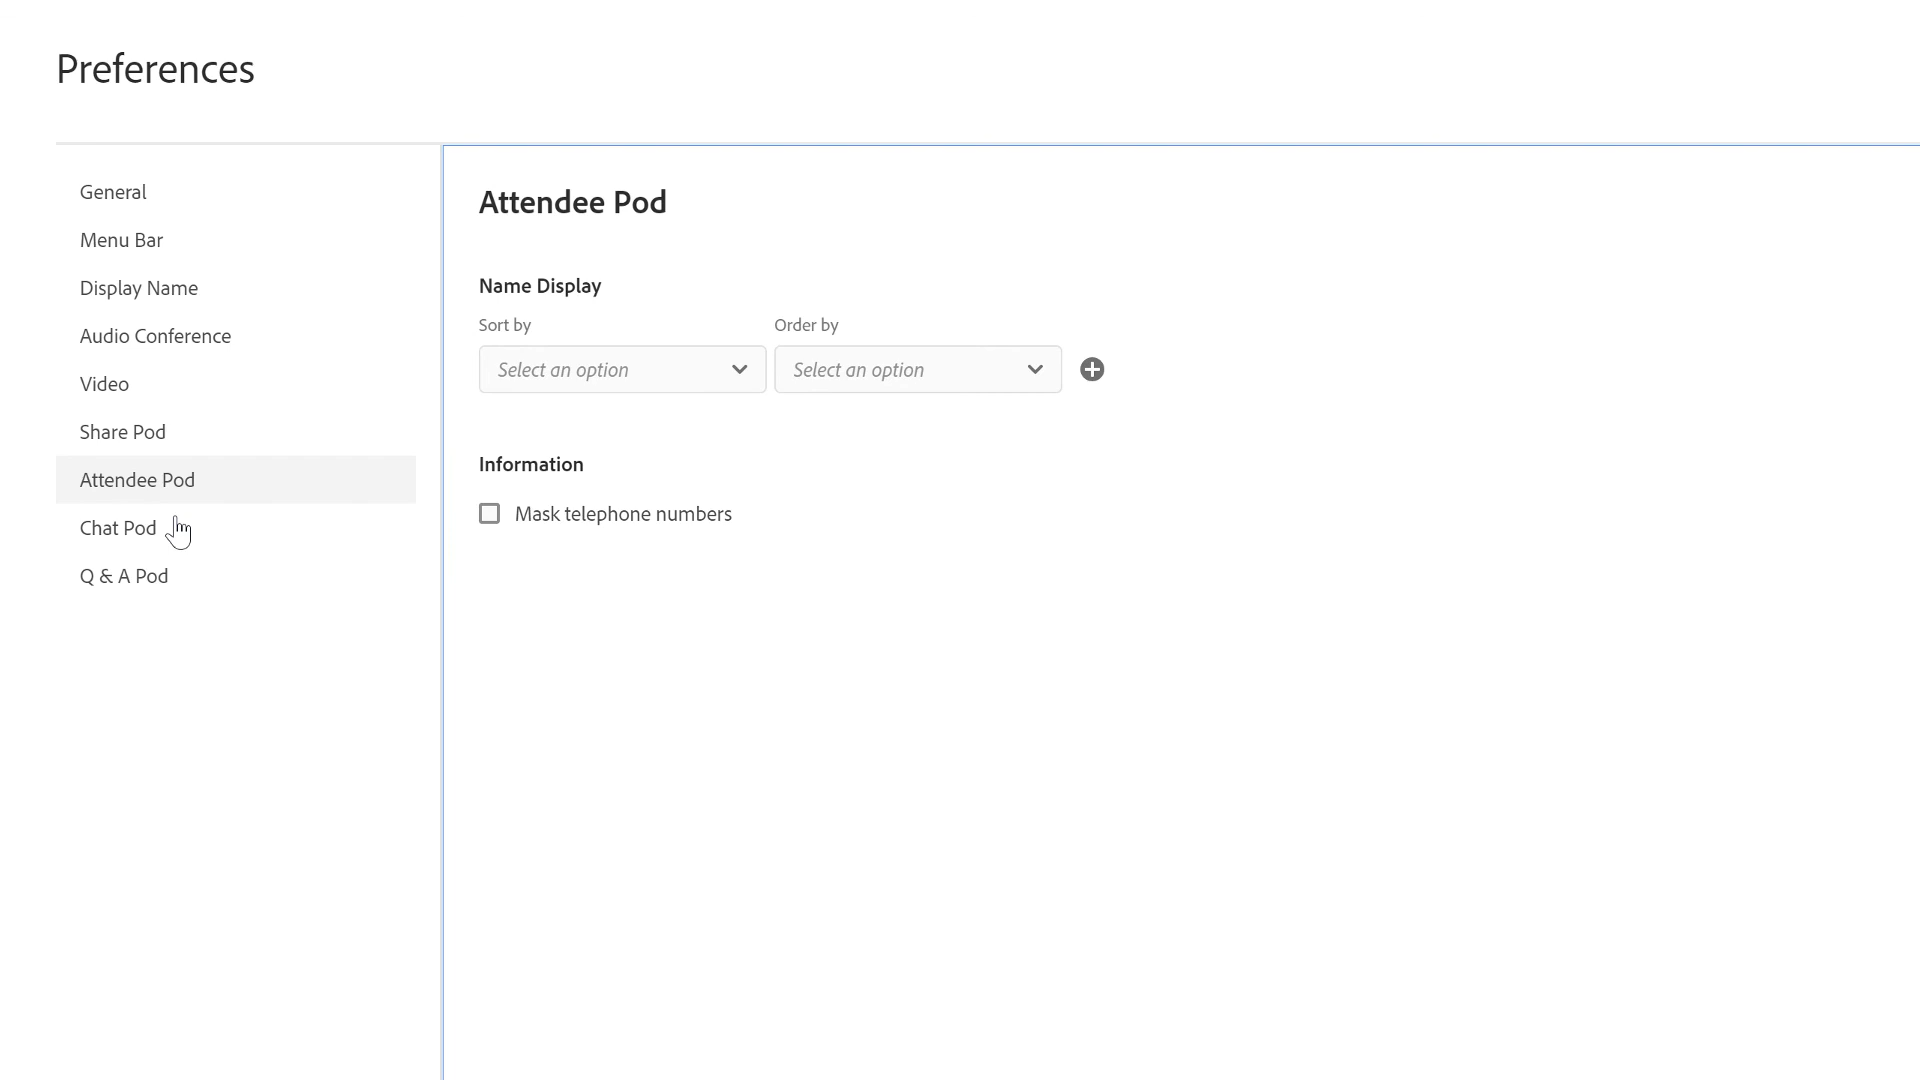 Preferences
General
Menu Bar
Display Name
Audio Conference
Video
Share Pod
Attendee Pod
Chat Pod
Q & A Pod
Attendee Pod
Name Display
Sort by Order by
Select an option Select an option
Information
Mask telephone numbers